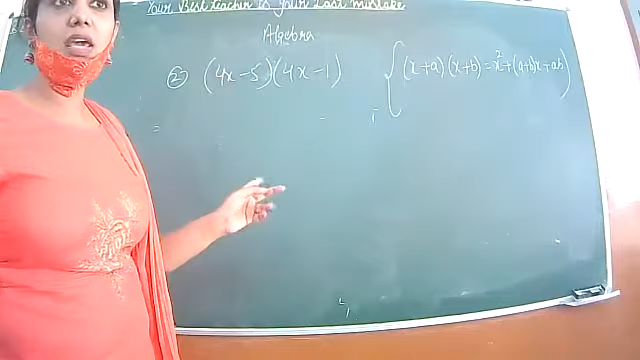 Your Best teacher is your Last mistake
Algebra
② (4x-5)(4x-1) {(x+a)(x+b)=x²+(a+b)x+ab}
=